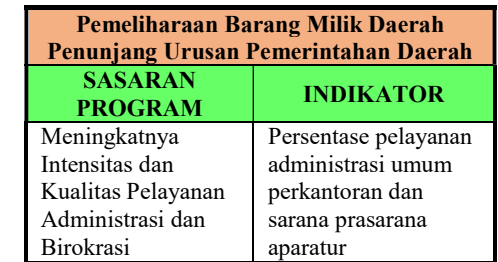 Pemeliharaan Barang Milik Daerah
Penunjang Urusan Pemerintahan Daerah
SASARAN
PROGRAM
INDIKATOR
Meningkatnya
Intensitas dan
Kualitas Pelayanan
Administrasi dan
Birokrasi
Persentase pelayanan
administrasi umum
perkantoran dan
sarana prasarana
aparatur